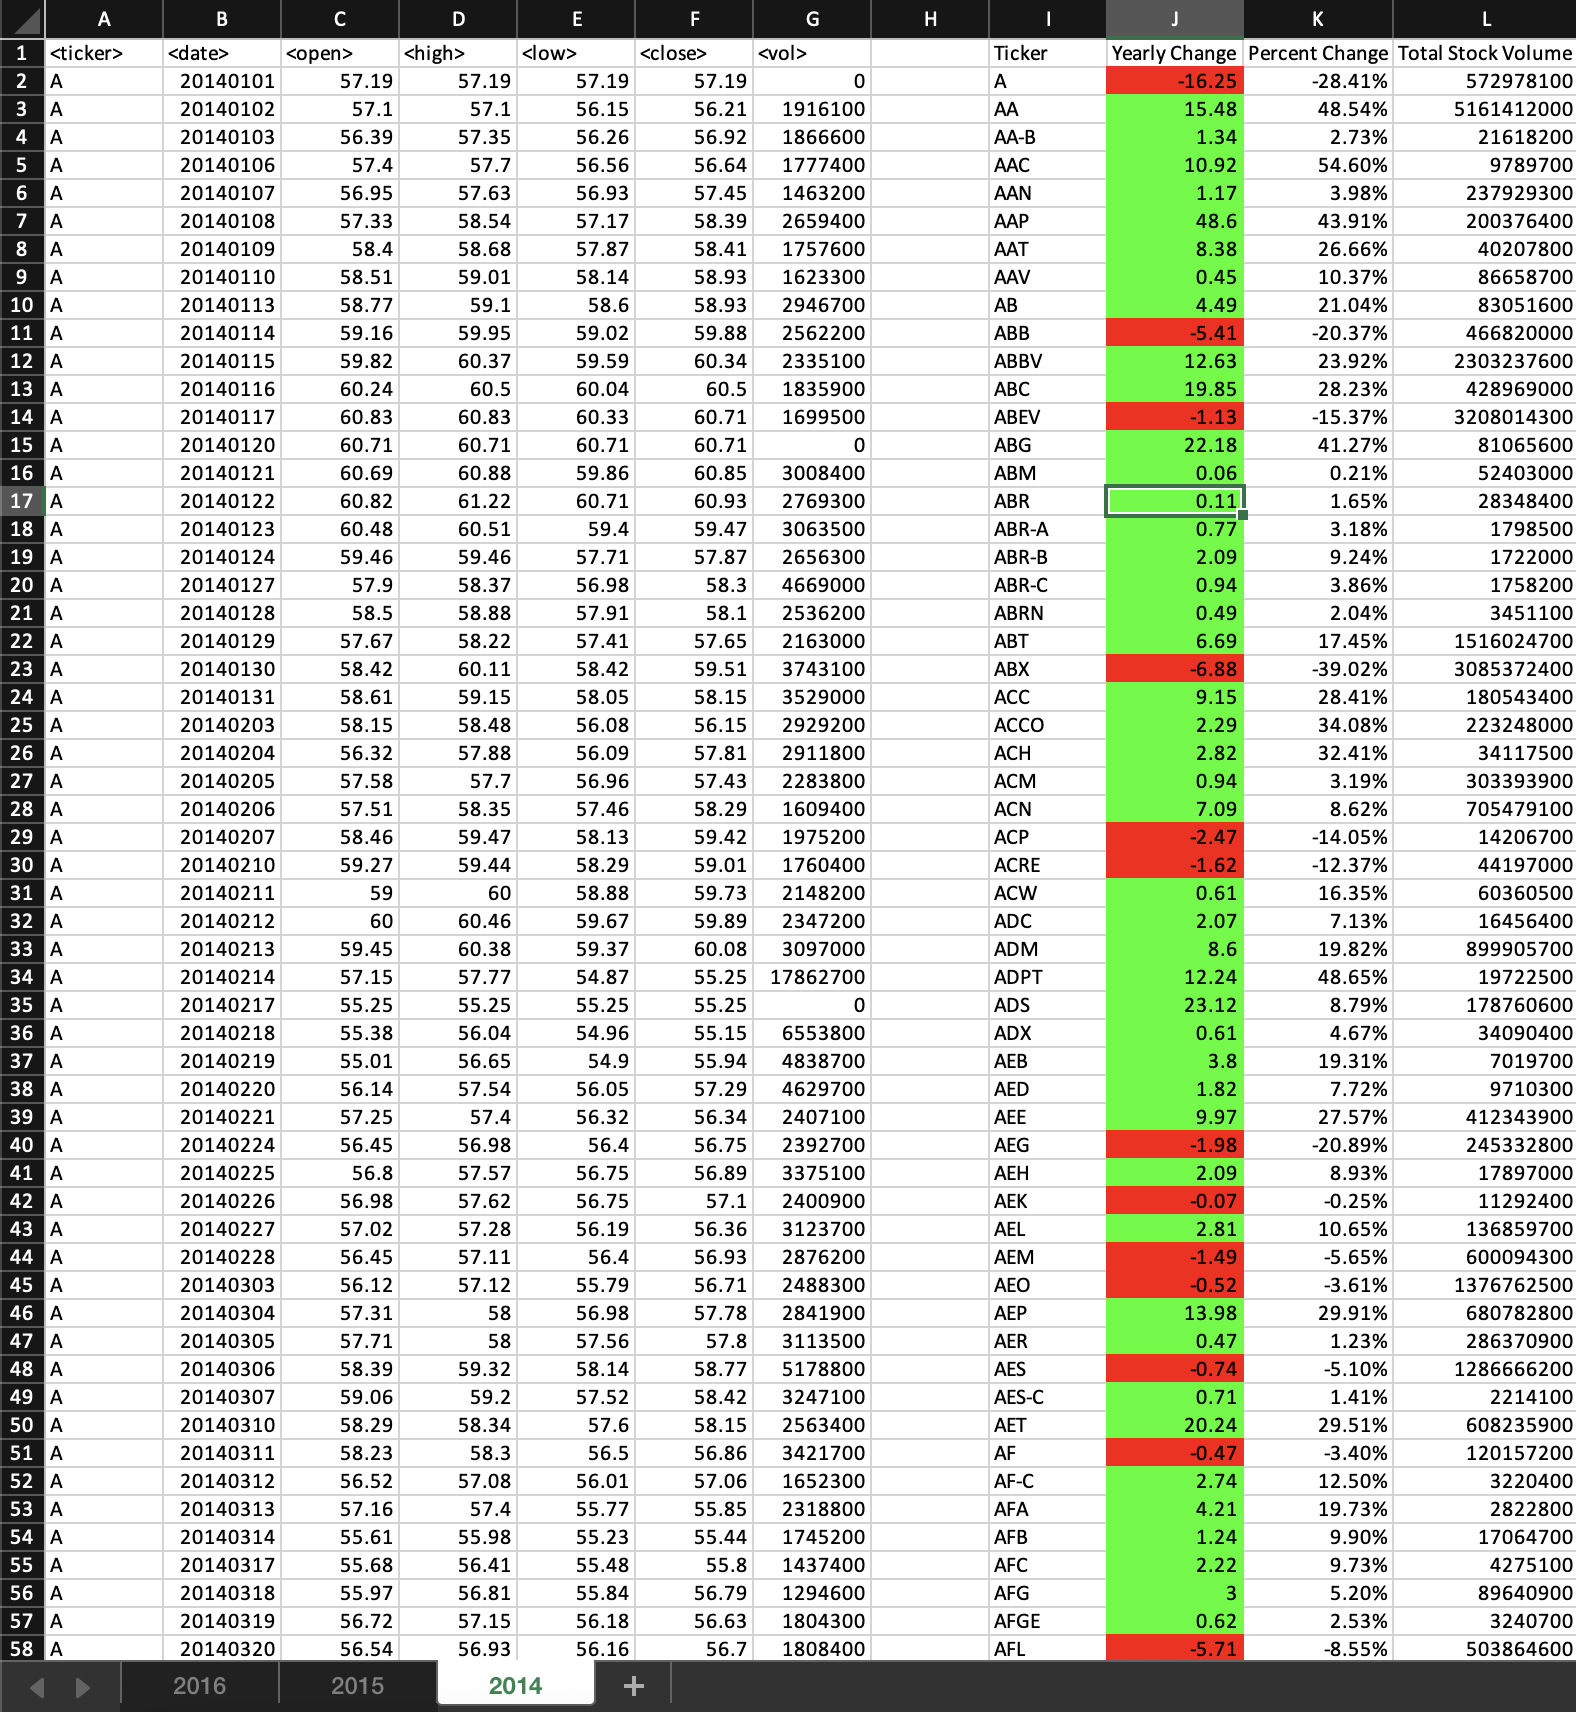 A B C D E F G H I J K L
1 <ticker> <date> <open> <high> <low> <close> <vol> Ticker Yearly Change Percent Change Total Stock Volume
2 A 20140101 57.19 57.19 57.19 57.19 0 A -16.25 -28.41% 572978100
3 A 20140102 57.1 57.1 56.15 56.21 1916100 AA 15.48 48.54% 5161412000
4 A 20140103 56.39 57.35 56.26 56.92 1866600 AA-B 1.34 2.73% 21618200
5 A 20140106 57.4 57.7 56.56 56.64 1777400 AAC 10.92 54.60% 9789700
6 A 20140107 56.95 57.63 56.93 57.45 1463200 AAN 1.17 3.98% 237929300
7 A 20140108 57.33 58.54 57.17 58.39 2659400 AAP 48.6 43.91% 200376400
8 A 20140109 58.4 58.68 57.87 58.41 1757600 AAT 8.38 26.66% 40207800
9 A 20140110 58.51 59.01 58.14 58.93 1623300 AAV 0.45 10.37% 86658700
10 A 20140113 58.77 59.1 58.6 58.93 2946700 AB 4.49 21.04% 83051600
11 A 20140114 59.16 59.95 59.02 59.88 2562200 ABB -5.41 -20.37% 466820000
12 A 20140115 59.82 60.37 59.59 60.34 2335100 ABBV 12.63 23.92% 2303237600
13 A 20140116 60.24 60.5 60.04 60.5 1835900 ABC 19.85 28.23% 428969000
14 A 20140117 60.83 60.83 60.33 60.71 1699500 ABEV -1.13 -15.37% 3208014300
15 A 20140120 60.71 60.71 60.71 60.71 0 ABG 22.18 41.27% 81065600
16 A 20140121 60.69 60.88 59.86 60.85 3008400 ABM 0.06 0.21% 52403000
17 A 20140122 60.82 61.22 60.71 60.93 2769300 ABR 0.11 1.65% 28348400
18 A 20140123 60.48 60.51 59.4 59.47 3063500 ABR-A 0.77 3.18% 1798500
19 A 20140124 59.46 59.46 57.71 57.87 2656300 ABR-B 2.09 9.24% 1722000
20 A 20140127 57.9 58.37 56.98 58.3 4669000 ABR-C 0.94 3.86% 1758200
21 A 20140128 58.5 58.88 57.91 58.1 2536200 ABRN 0.49 2.04% 3451100
22 A 20140129 57.67 58.22 57.41 57.65 2163000 ABT 6.69 17.45% 1516024700
23 A 20140130 58.42 60.11 58.42 59.51 3743100 ABX -6.88 -39.02% 3085372400
24 A 20140131 58.61 59.15 58.05 58.15 3529000 ACC 9.15 28.41% 180543400
25 A 20140203 58.15 58.48 56.08 56.15 2929200 ACCO 2.29 34.08% 223248000
26 A 20140204 56.32 57.88 56.09 57.81 2911800 ACH 2.82 32.41% 34117500
27 A 20140205 57.58 57.7 56.96 57.43 2283800 ACM 0.94 3.19% 303393900
28 A 20140206 57.51 58.35 57.46 58.29 1609400 ACN 7.09 8.62% 705479100
29 A 20140207 58.46 59.47 58.13 59.42 1975200 ACP -2.47 -14.05% 14206700
30 A 20140210 59.27 59.44 58.29 59.01 1760400 ACRE -1.62 -12.37% 44197000
31 A 20140211 59 60 58.88 59.73 2148200 ACW 0.61 16.35% 60360500
32 A 20140212 60 60.46 59.67 59.89 2347200 ADC 2.07 7.13% 16456400
33 A 20140213 59.45 60.38 59.37 60.08 3097000 ADM 8.6 19.82% 899905700
34 A 20140214 57.15 57.77 54.87 55.25 17862700 ADPT 12.24 48.65% 19722500
35 A 20140217 55.25 55.25 55.25 55.25 0 ADS 23.12 8.79% 178760600
36 A 20140218 55.38 56.04 54.96 55.15 6553800 ADX 0.61 4.67% 34090400
37 A 20140219 55.01 56.65 54.9 55.94 4838700 AEB 3.8 19.31% 7019700
38 A 20140220 56.14 57.54 56.05 57.29 4629700 AED 1.82 7.72% 9710300
39 A 20140221 57.25 57.4 56.32 56.34 2407100 AEE 9.97 27.57% 412343900
40 A 20140224 56.45 56.98 56.4 56.75 2392700 AEG -1.98 -20.89% 245332800
41 A 20140225 56.8 57.57 56.75 56.89 3375100 AEH 2.09 8.93% 17897000
42 A 20140226 56.98 57.62 56.75 57.1 2400900 AEK -0.07 -0.25% 11292400
43 A 20140227 57.02 57.28 56.19 56.36 3123700 AEL 2.81 10.65% 136859700
44 A 20140228 56.45 57.11 56.4 56.93 2876200 AEM -1.49 -5.65% 600094300
45 A 20140303 56.12 57.12 55.79 56.71 2488300 AEO -0.52 -3.61% 1376762500
46 A 20140304 57.31 58 56.98 57.78 2841900 AEP 13.98 29.91% 680782800
47 A 20140305 57.71 58 57.56 57.8 3113500 AER 0.47 1.23% 286370900
48 A 20140306 58.39 59.32 58.14 58.77 5178800 AES -0.74 -5.10% 1286666200
49 A 20140307 59.06 59.2 57.52 58.42 3247100 AES-C 0.71 1.41% 2214100
50 A 20140310 58.29 58.34 57.6 58.15 2563400 AET 20.24 29.51% 608235900
51 A 20140311 58.23 58.3 56.5 56.86 3421700 AF -0.47 -3.40% 120157200
52 A 20140312 56.52 57.08 56.01 57.06 1652300 AF-C 2.74 12.50% 3220400
53 A 20140313 57.16 57.4 55.77 55.85 2318800 AFA 4.21 19.73% 2822800
54 A 20140314 55.61 55.98 55.23 55.44 1745200 AFB 1.24 9.90% 17064700
55 A 20140317 55.68 56.41 55.48 55.8 1437400 AFC 2.22 9.73% 4275100
56 A 20140318 55.97 56.81 55.84 56.79 1294600 AFG 3 5.20% 89640900
57 A 20140319 56.72 57.15 56.18 56.63 1804300 AFGE 0.62 2.53% 3240700
58 A 20140320 56.54 56.93 56.16 56.7 1808400 AFL -5.71 -8.55% 503864600
2016 2015 2014 +